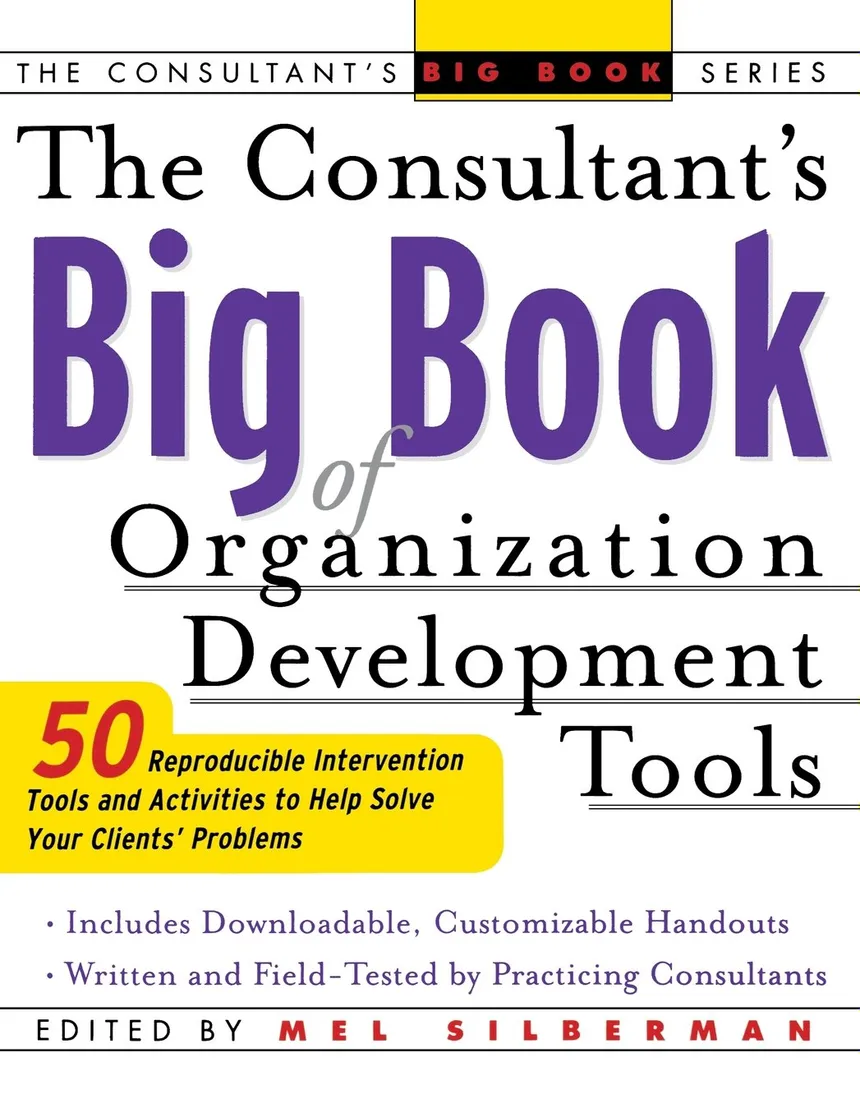 THE CONSULTANT'S BIG BOOK SERIES
The Consultant's
Big Book
of
Organization
Development
Tools
50 Reproducible Intervention
Tools and Activities to Help Solve
Your Clients' Problems
• Includes Downloadable, Customizable Handouts
• Written and Field-Tested by Practicing Consultants
EDITED BY MEL SILBERMAN